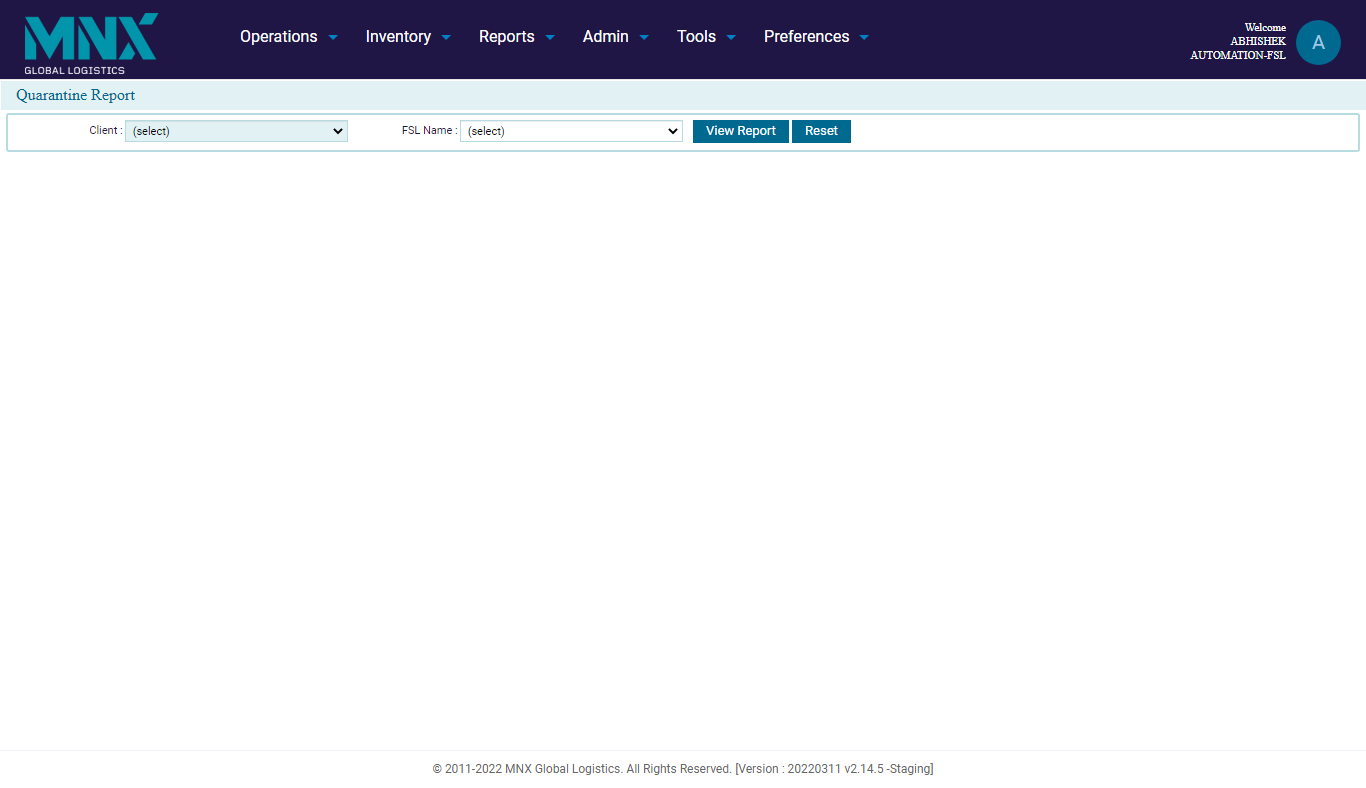 MNX
GLOBAL LOGISTICS
Operations Inventory Reports Admin Tools Preferences
Welcome
ABHISHEK
AUTOMATION-FSL
A
Quarantine Report
Client : (select) FSL Name : (select) View Report Reset
© 2011-2022 MNX Global Logistics. All Rights Reserved. [Version : 20220311 v2.14.5 -Staging]